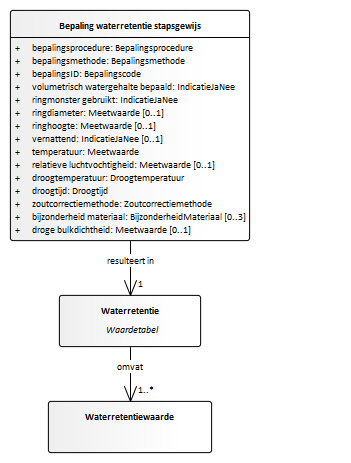 Bepaling waterretentie stapsgewijs
+ bepalingsprocedure: Bepalingsprocedure
+ bepalingsmethode: Bepalingsmethode
+ bepalingsID: Bepalingscode
+ volumetrisch watergehalte bepaald: IndicatieJaNee
+ ringmonster gebruikt: IndicatieJaNee
+ ringdiameter: Meetwaarde [0..1]
+ ringhoogte: Meetwaarde [0..1]
+ vernattend: IndicatieJaNee [0..1]
+ temperatuur: Meetwaarde
+ relatieve luchtvochtigheid: Meetwaarde [0..1]
+ droogtemperatuur: Droogtemperatuur
+ droogtijd: Droogtijd
+ zoutcorrectiemethode: Zoutcorrectiemethode
+ bijzonderheid materiaal: BijzonderheidMateriaal [0..3]
+ droge bulkdichtheid: Meetwaarde [0..1]
resulteert in
1
Waterretentie
Waardetabel
omvat
1..*
Waterretentiewaarde